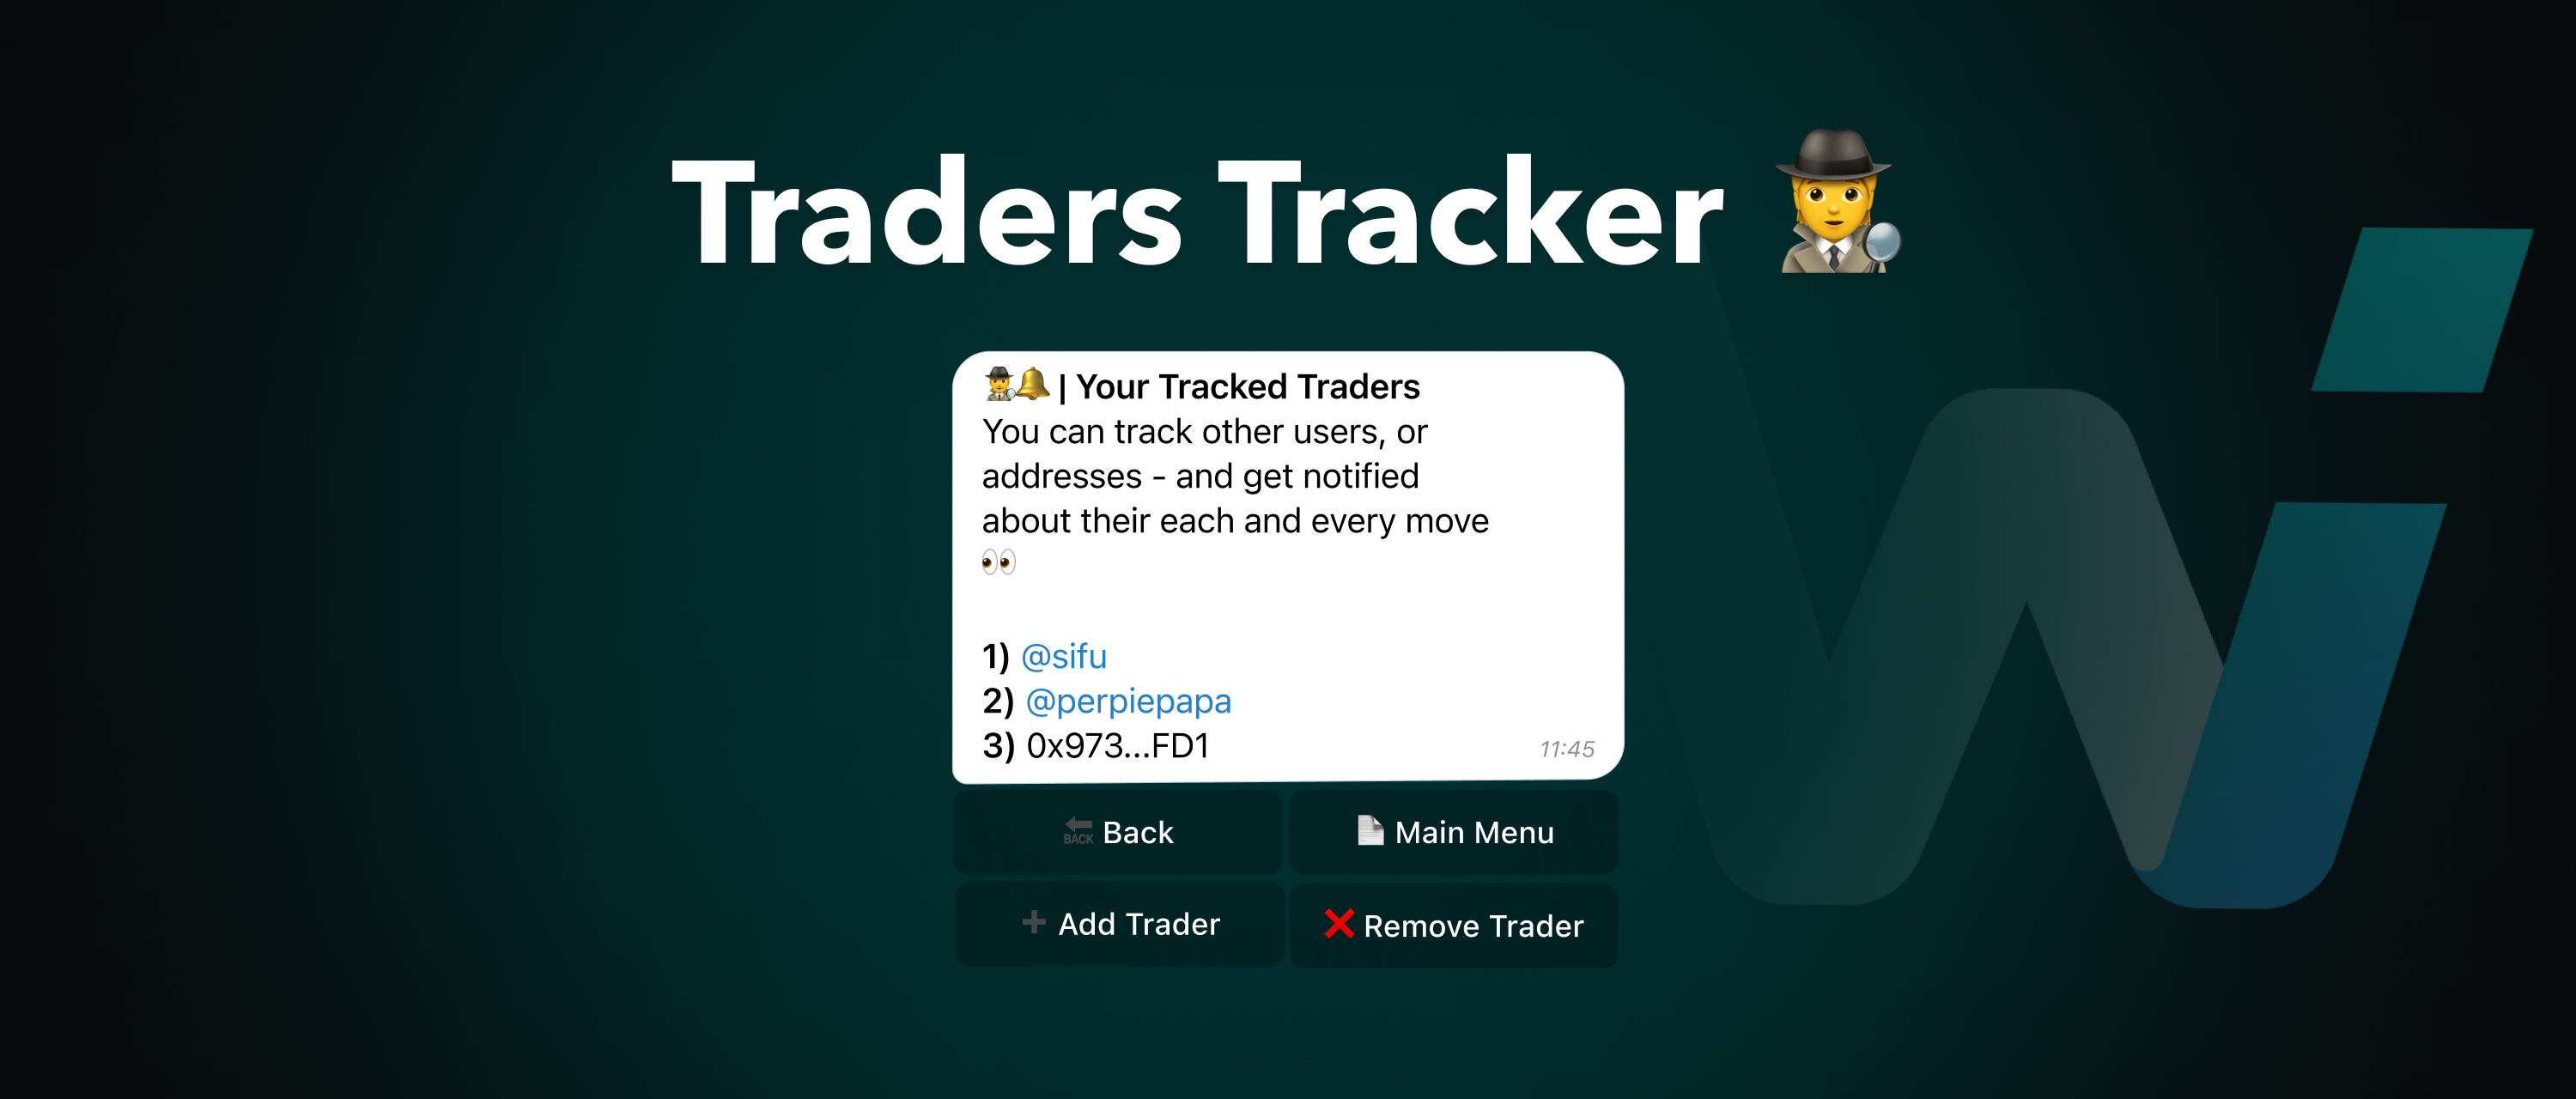 Traders Tracker 🕵️
🕵️🔔 | Your Tracked Traders
You can track other users, or
addresses - and get notified
about their each and every move
👀
1) @sifu
2) @perpiepapa
3) 0x973...FD1
11:45
🔙 Back
📄 Main Menu
➕ Add Trader
❌ Remove Trader